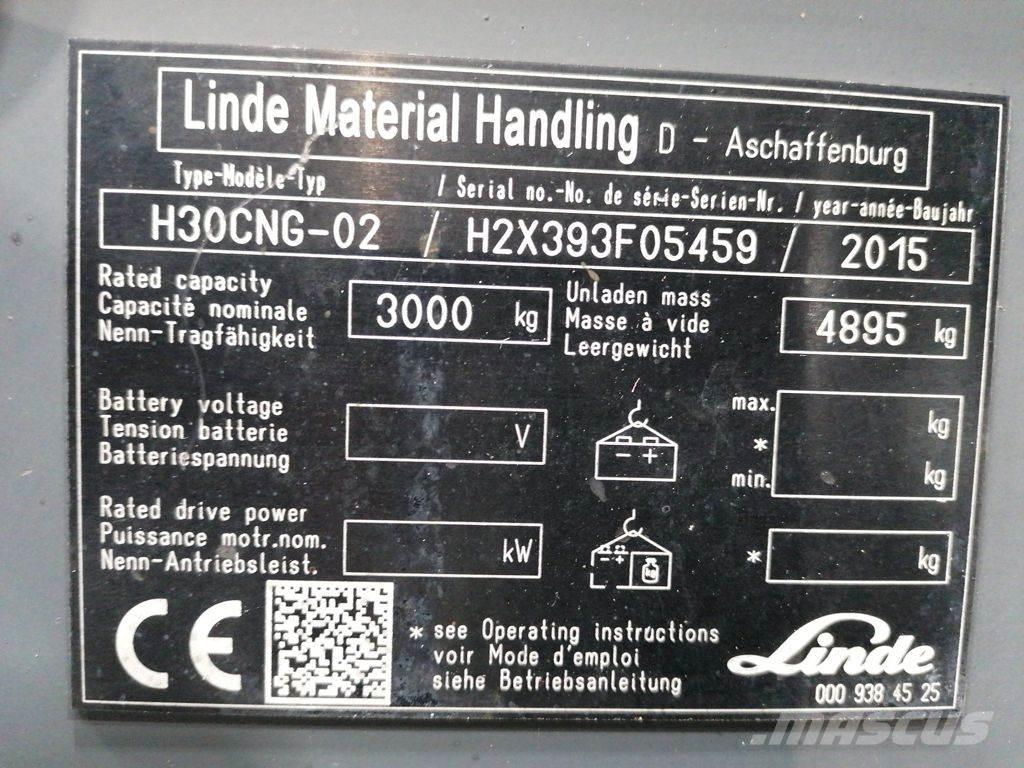 Linde Material Handling D - Aschaffenburg
Type-Modèle-Typ / Serial no.-No. de série-Serien-Nr. / year-année-Baujahr
H30CNG-02 / H2X393F05459 / 2015
Rated capacity
Capacité nominale
Nenn-Tragfähigkeit
3000 kg
Unladen mass
Masse à vide
Leergewicht
4895 kg
Battery voltage
Tension batterie
Batteriespannung
V
- +
max.
*
min.
kg
kg
Rated drive power
Puissance motr.nom.
Nenn-Antriebsleist.
kW
- +
kg
*
kg
CE
* see Operating instructions
voir Mode d'emploi
siehe Betriebsanleitung
Linde
000 938 45 25
MASCUS